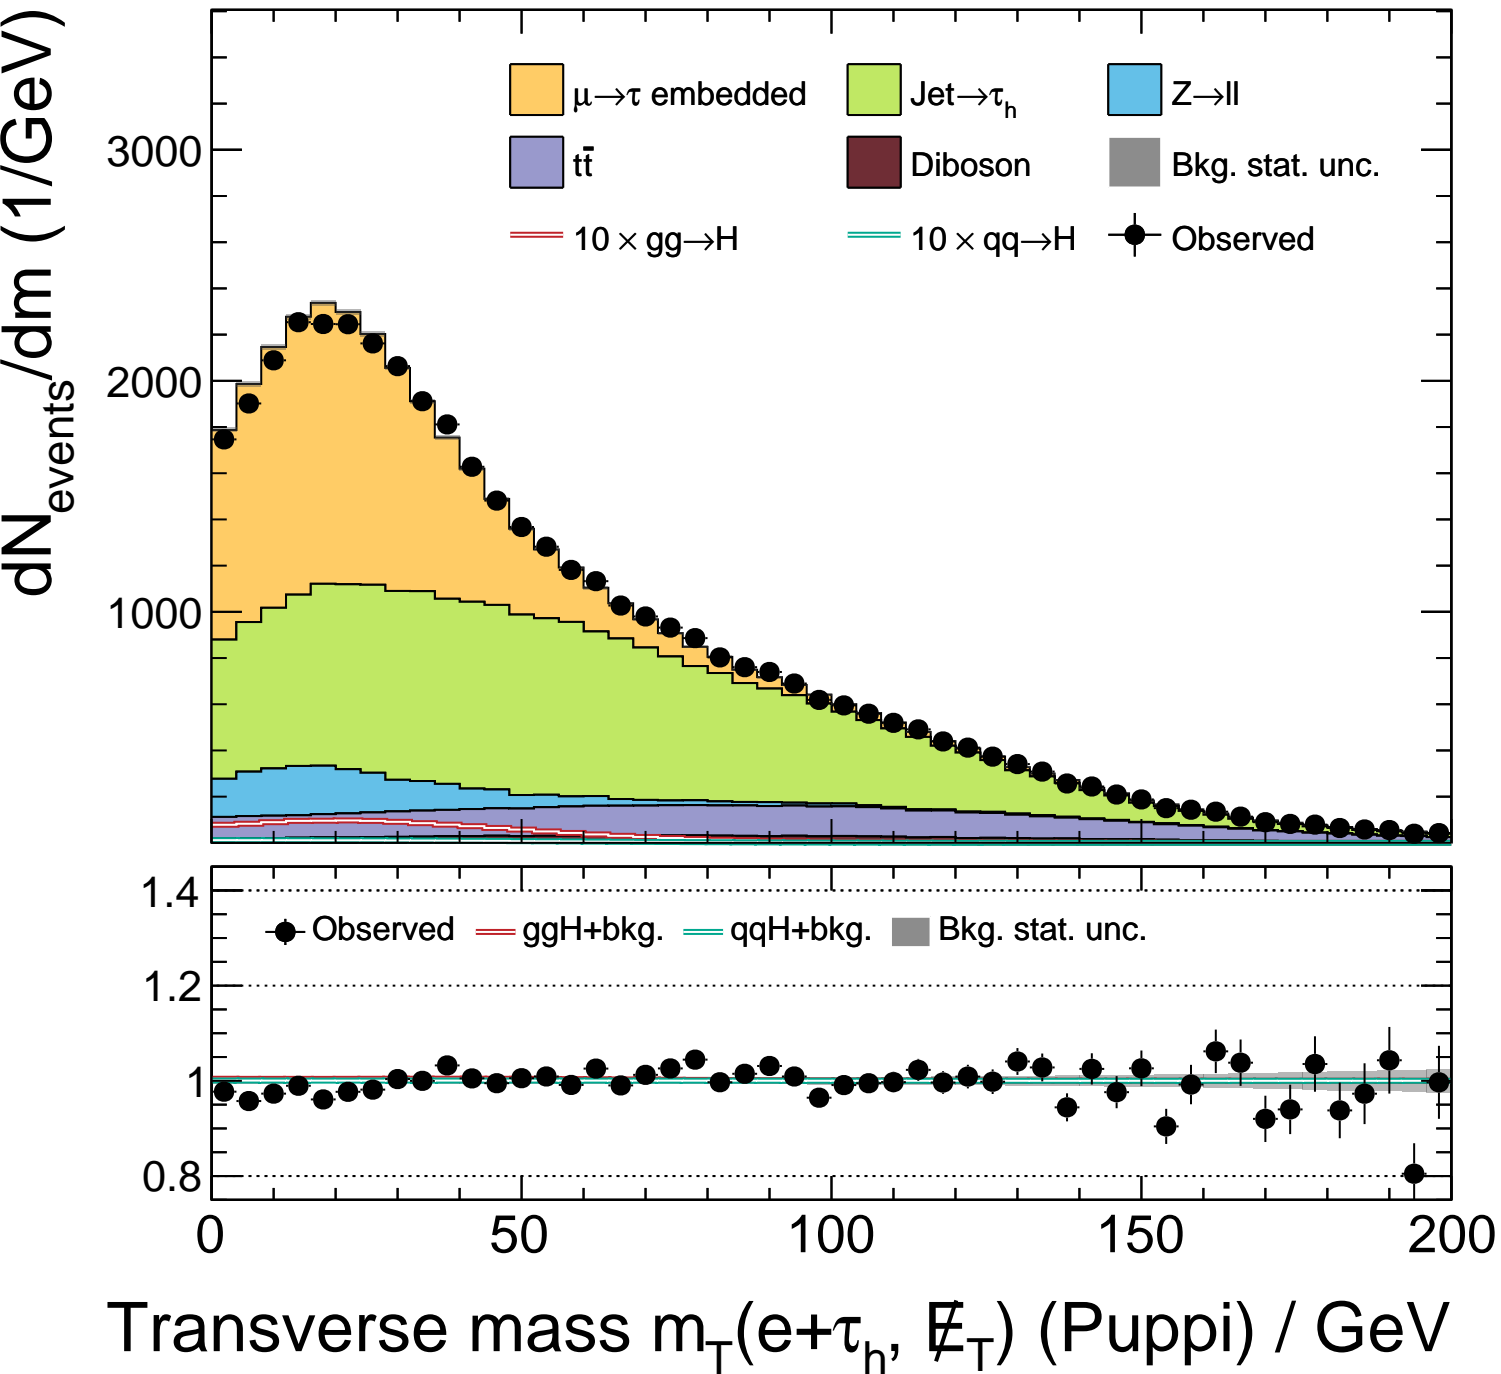 dN_events/dm (1/GeV)
3000
2000
1000
μ→τ embedded Jet→τ_h Z→ll
tt̄ Diboson Bkg. stat. unc.
10 × gg→H 10 × qq→H Observed
1.4
1.2
1
0.8
Observed ggH+bkg. qqH+bkg. Bkg. stat. unc.
0 50 100 150 200
Transverse mass m_T(e+τ_h, E̸_T) (Puppi) / GeV